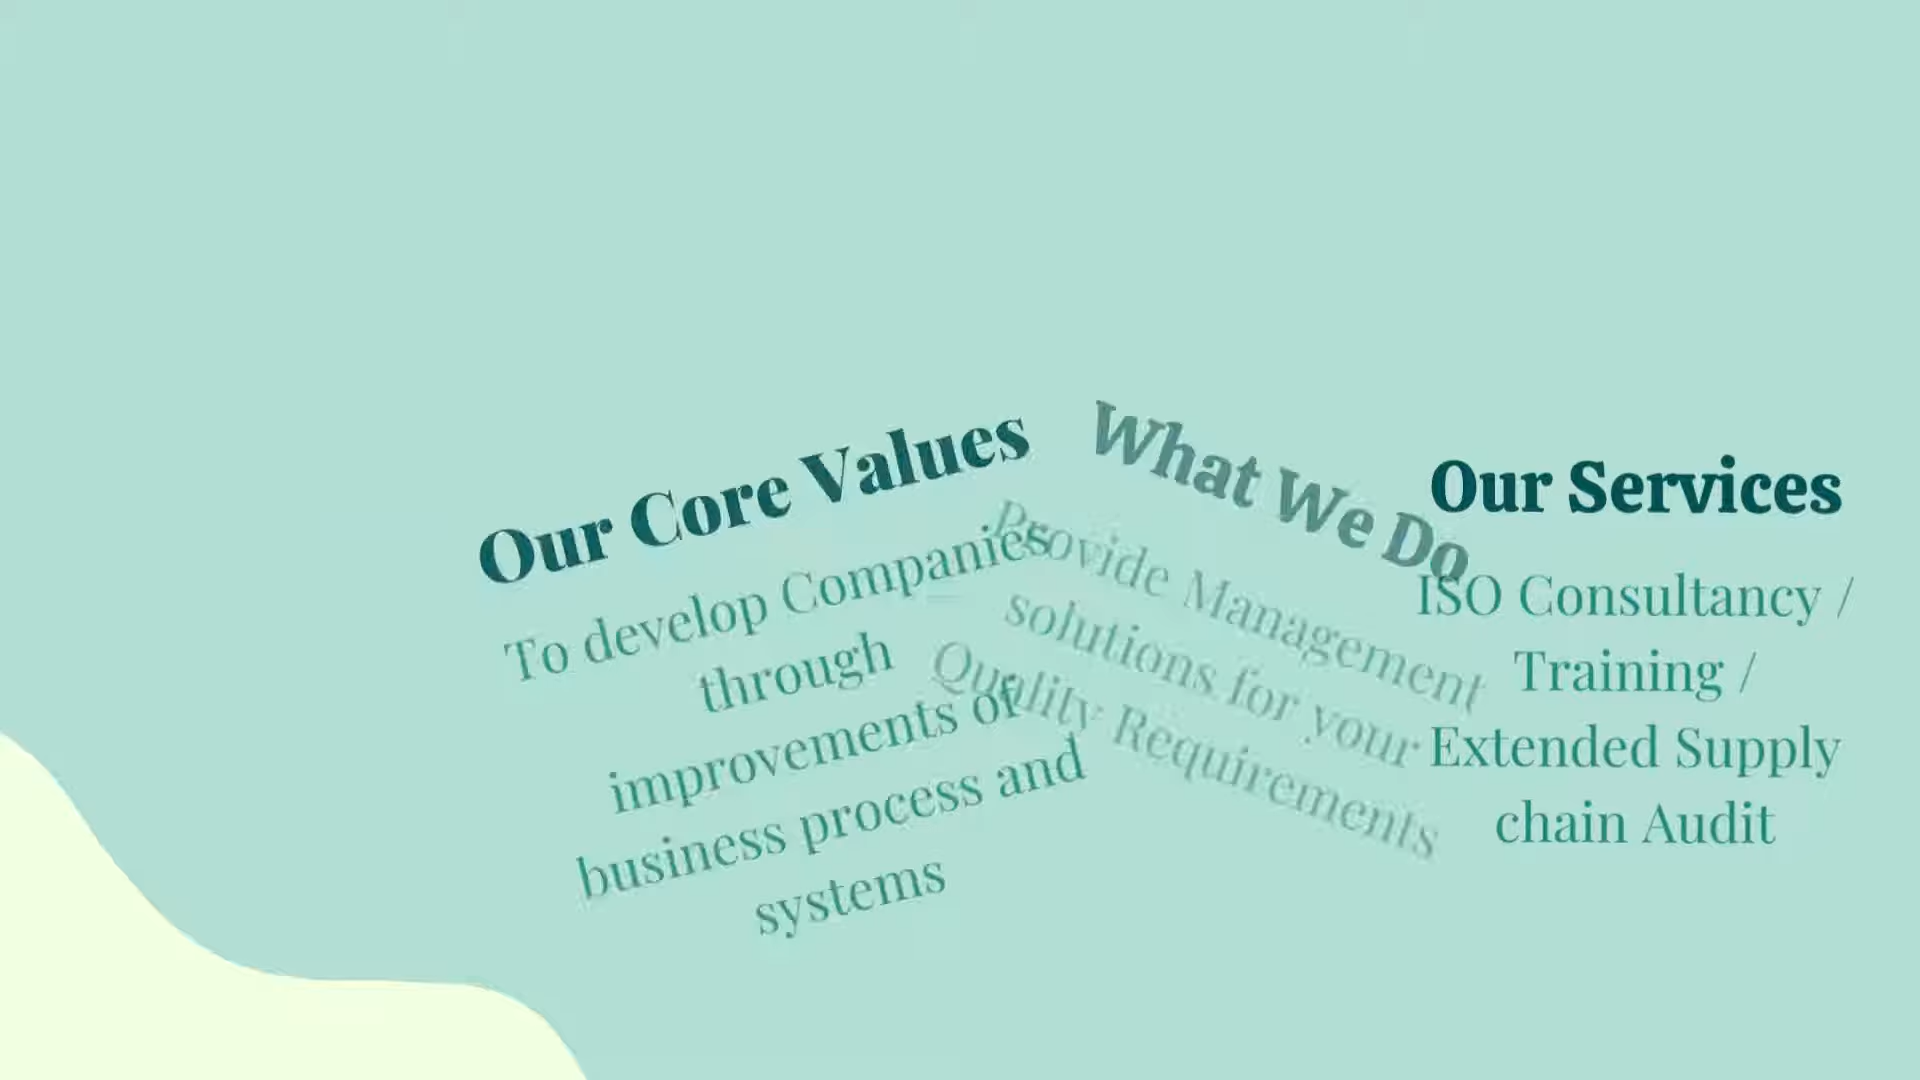 Our Core Values
To develop Companies
through
improvements of
business process and
systems
What We Do
Provide Management
solutions for your
Quality Requirements
Our Services
ISO Consultancy /
Training /
Extended Supply
chain Audit